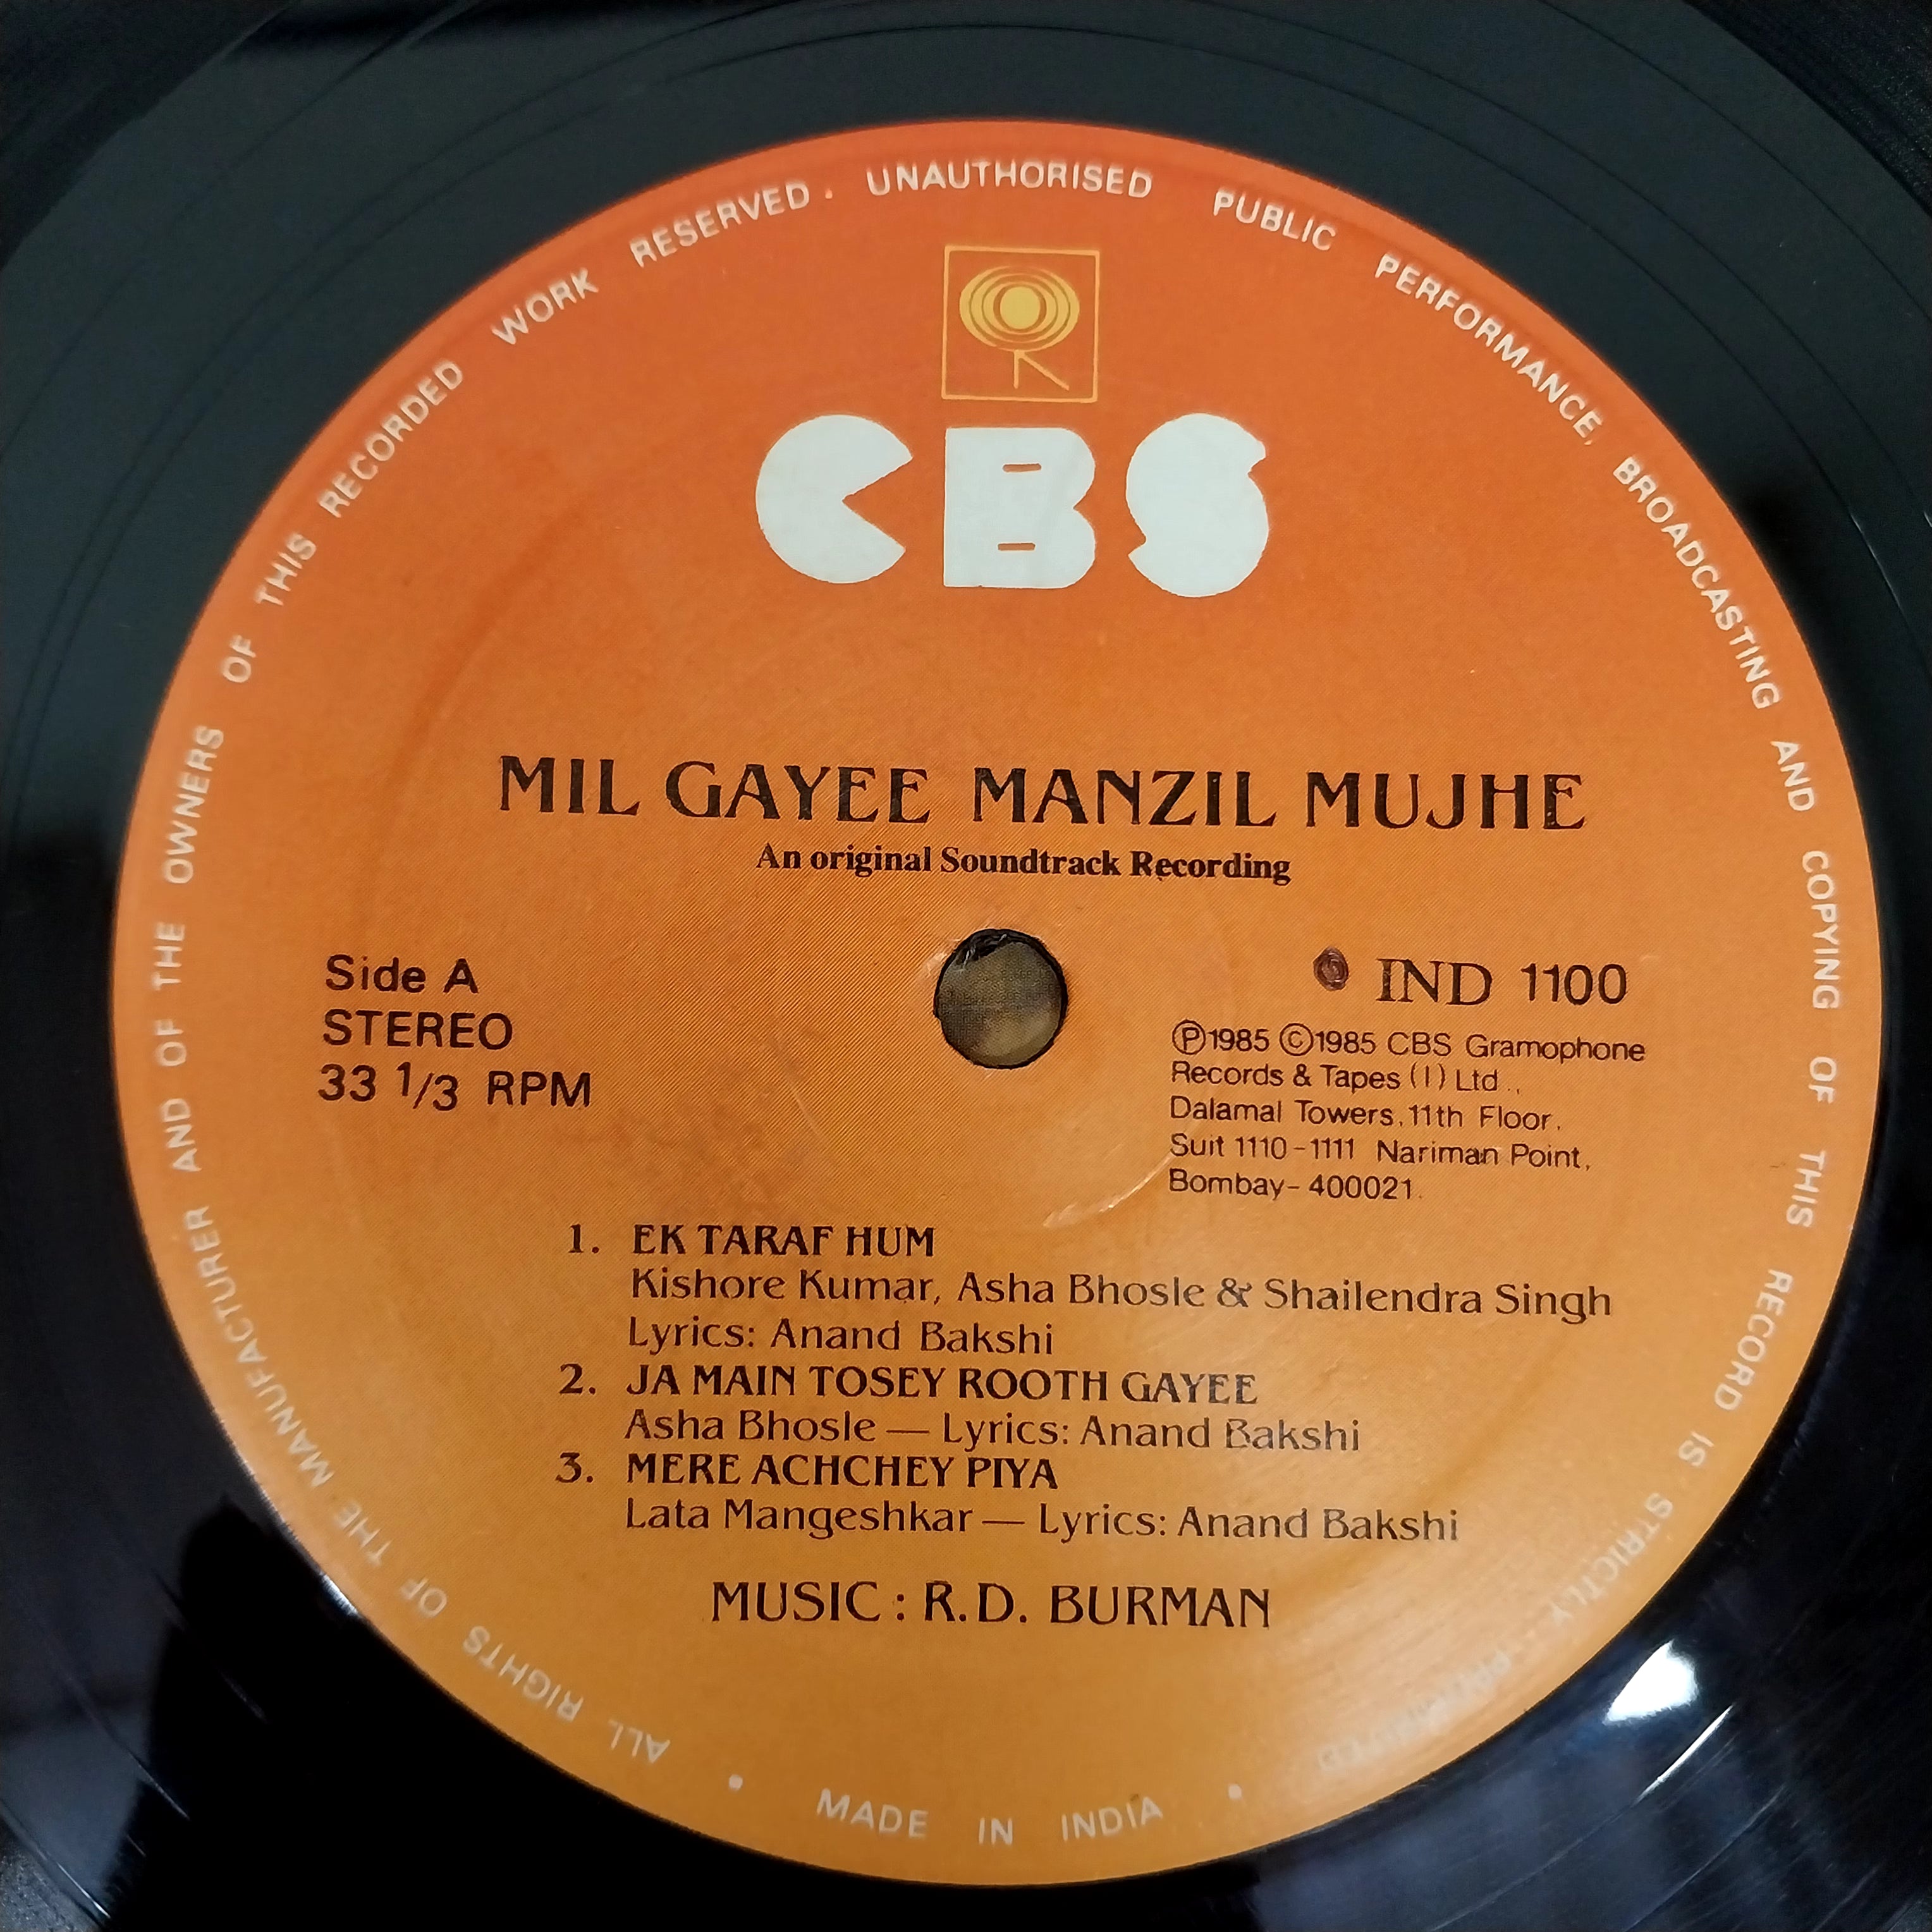 ALL RIGHTS OF THE MANUFACTURER AND OF THE OWNERS OF THIS RECORDED WORK RESERVED. UNAUTHORISED PUBLIC PERFORMANCE, BROADCASTING AND COPYING OF THIS RECORD IS STRICTLY PROHIBITED
CBS
MIL GAYEE MANZIL MUJHE
An original Soundtrack Recording
Side A
STEREO
33 1/3 RPM
IND 1100
Ⓟ1985 ©1985 CBS Gramophone
Records & Tapes (I) Ltd.,
Dalamal Towers, 11th Floor,
Suit 1110-1111 Nariman Point,
Bombay-400021.
1. EK TARAF HUM
Kishore Kumar, Asha Bhosle & Shailendra Singh
Lyrics: Anand Bakshi
2. JA MAIN TOSEY ROOTH GAYEE
Asha Bhosle — Lyrics: Anand Bakshi
3. MERE ACHCHEY PIYA
Lata Mangeshkar — Lyrics: Anand Bakshi
MUSIC : R.D. BURMAN
• MADE IN INDIA •